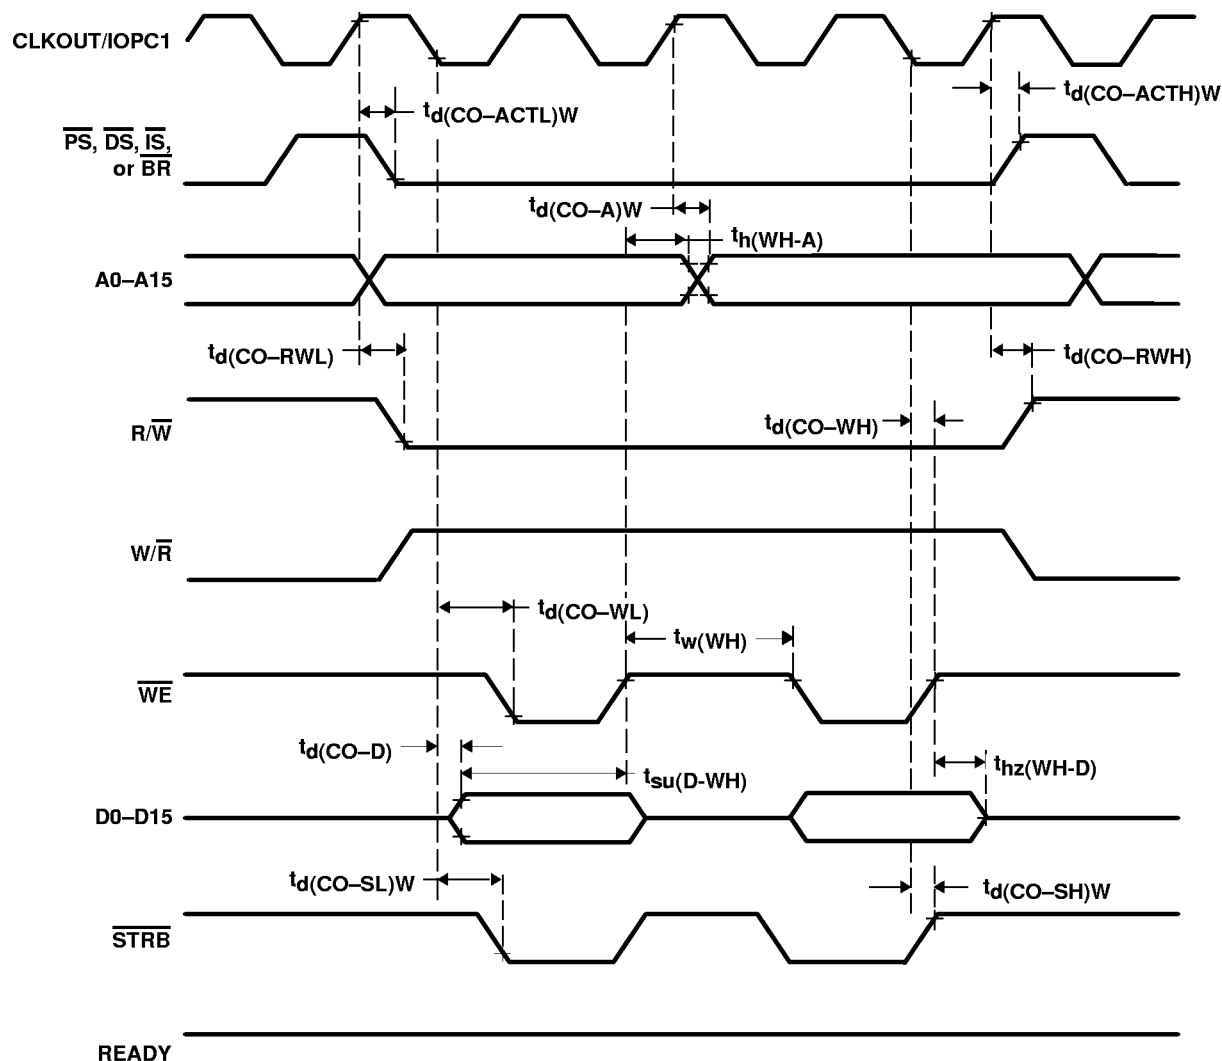 CLKOUT/IOPC1
td(CO–ACTL)W
td(CO–ACTH)W
PS, DS, IS,
or BR
td(CO–A)W
th(WH-A)
A0–A15
td(CO–RWL)
td(CO–RWH)
R/W
td(CO–WH)
W/R
td(CO–WL)
tw(WH)
WE
td(CO–D)
tsu(D-WH)
thz(WH-D)
D0–D15
td(CO–SL)W
td(CO–SH)W
STRB
READY